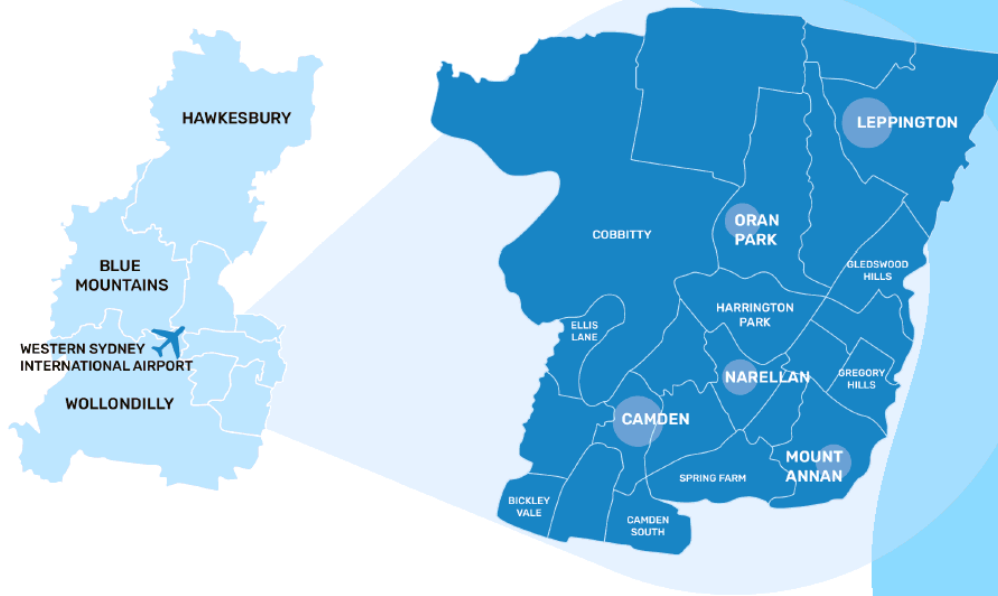 HAWKESBURY
BLUE
MOUNTAINS
WESTERN SYDNEY
INTERNATIONAL AIRPORT
WOLLONDILLY
LEPPINGTON
ORAN
PARK
COBBITTY
GLEDSWOOD
HILLS
HARRINGTON
PARK
ELLIS
LANE
NARELLAN
GREGORY
HILLS
CAMDEN
MOUNT
ANNAN
SPRING FARM
BICKLEY
VALE
CAMDEN
SOUTH